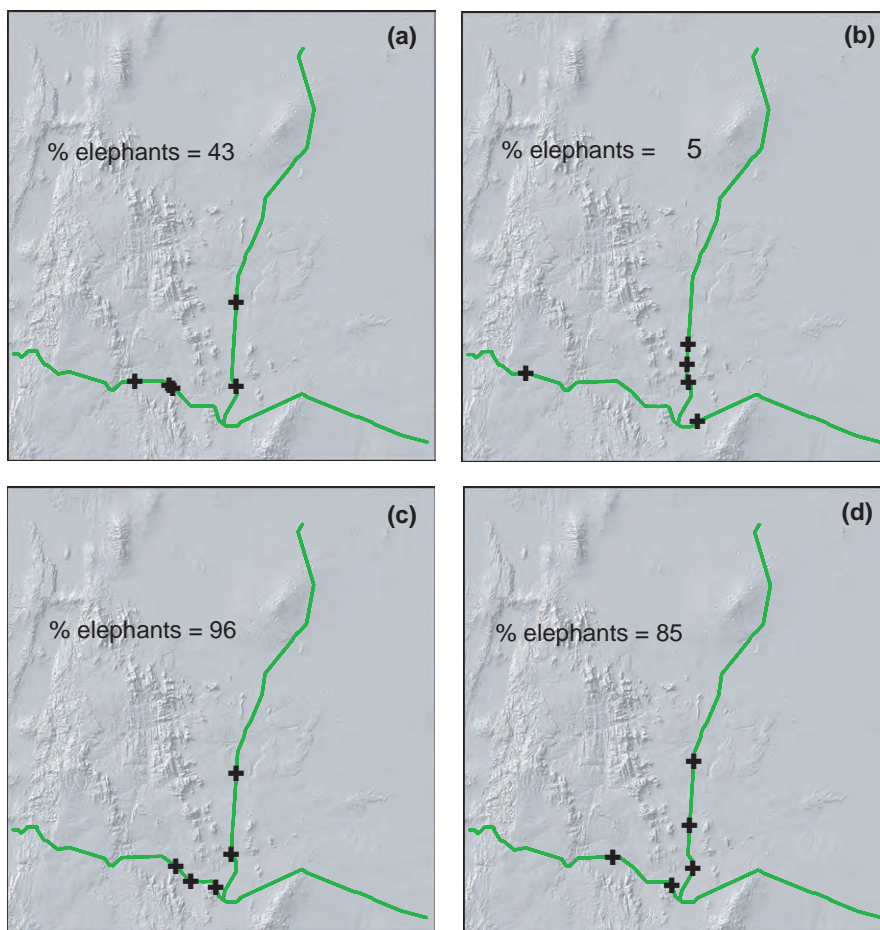 (a)
% elephants = 43
(b)
% elephants = 5
(c)
% elephants = 96
(d)
% elephants = 85